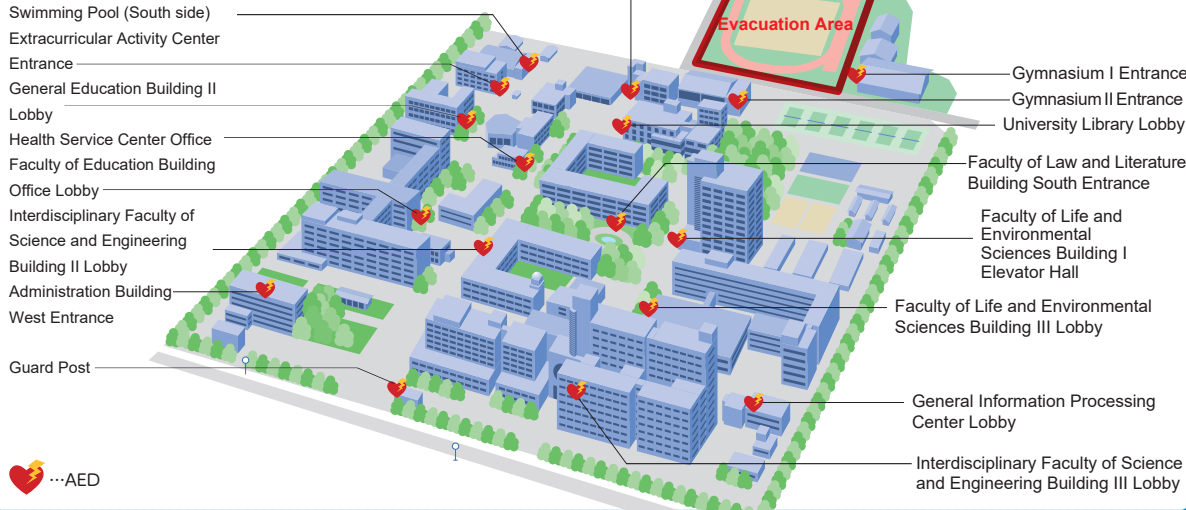 Swimming Pool (South side)
Extracurricular Activity Center
Entrance
General Education Building II
Lobby
Health Service Center Office
Faculty of Education Building
Office Lobby
Interdisciplinary Faculty of
Science and Engineering
Building II Lobby
Administration Building
West Entrance
Guard Post
…AED
Evacuation Area
Gymnasium I Entrance
Gymnasium II Entrance
University Library Lobby
Faculty of Law and Literature
Building South Entrance
Faculty of Life and
Environmental
Sciences Building I
Elevator Hall
Faculty of Life and Environmental
Sciences Building III Lobby
General Information Processing
Center Lobby
Interdisciplinary Faculty of Science
and Engineering Building III Lobby